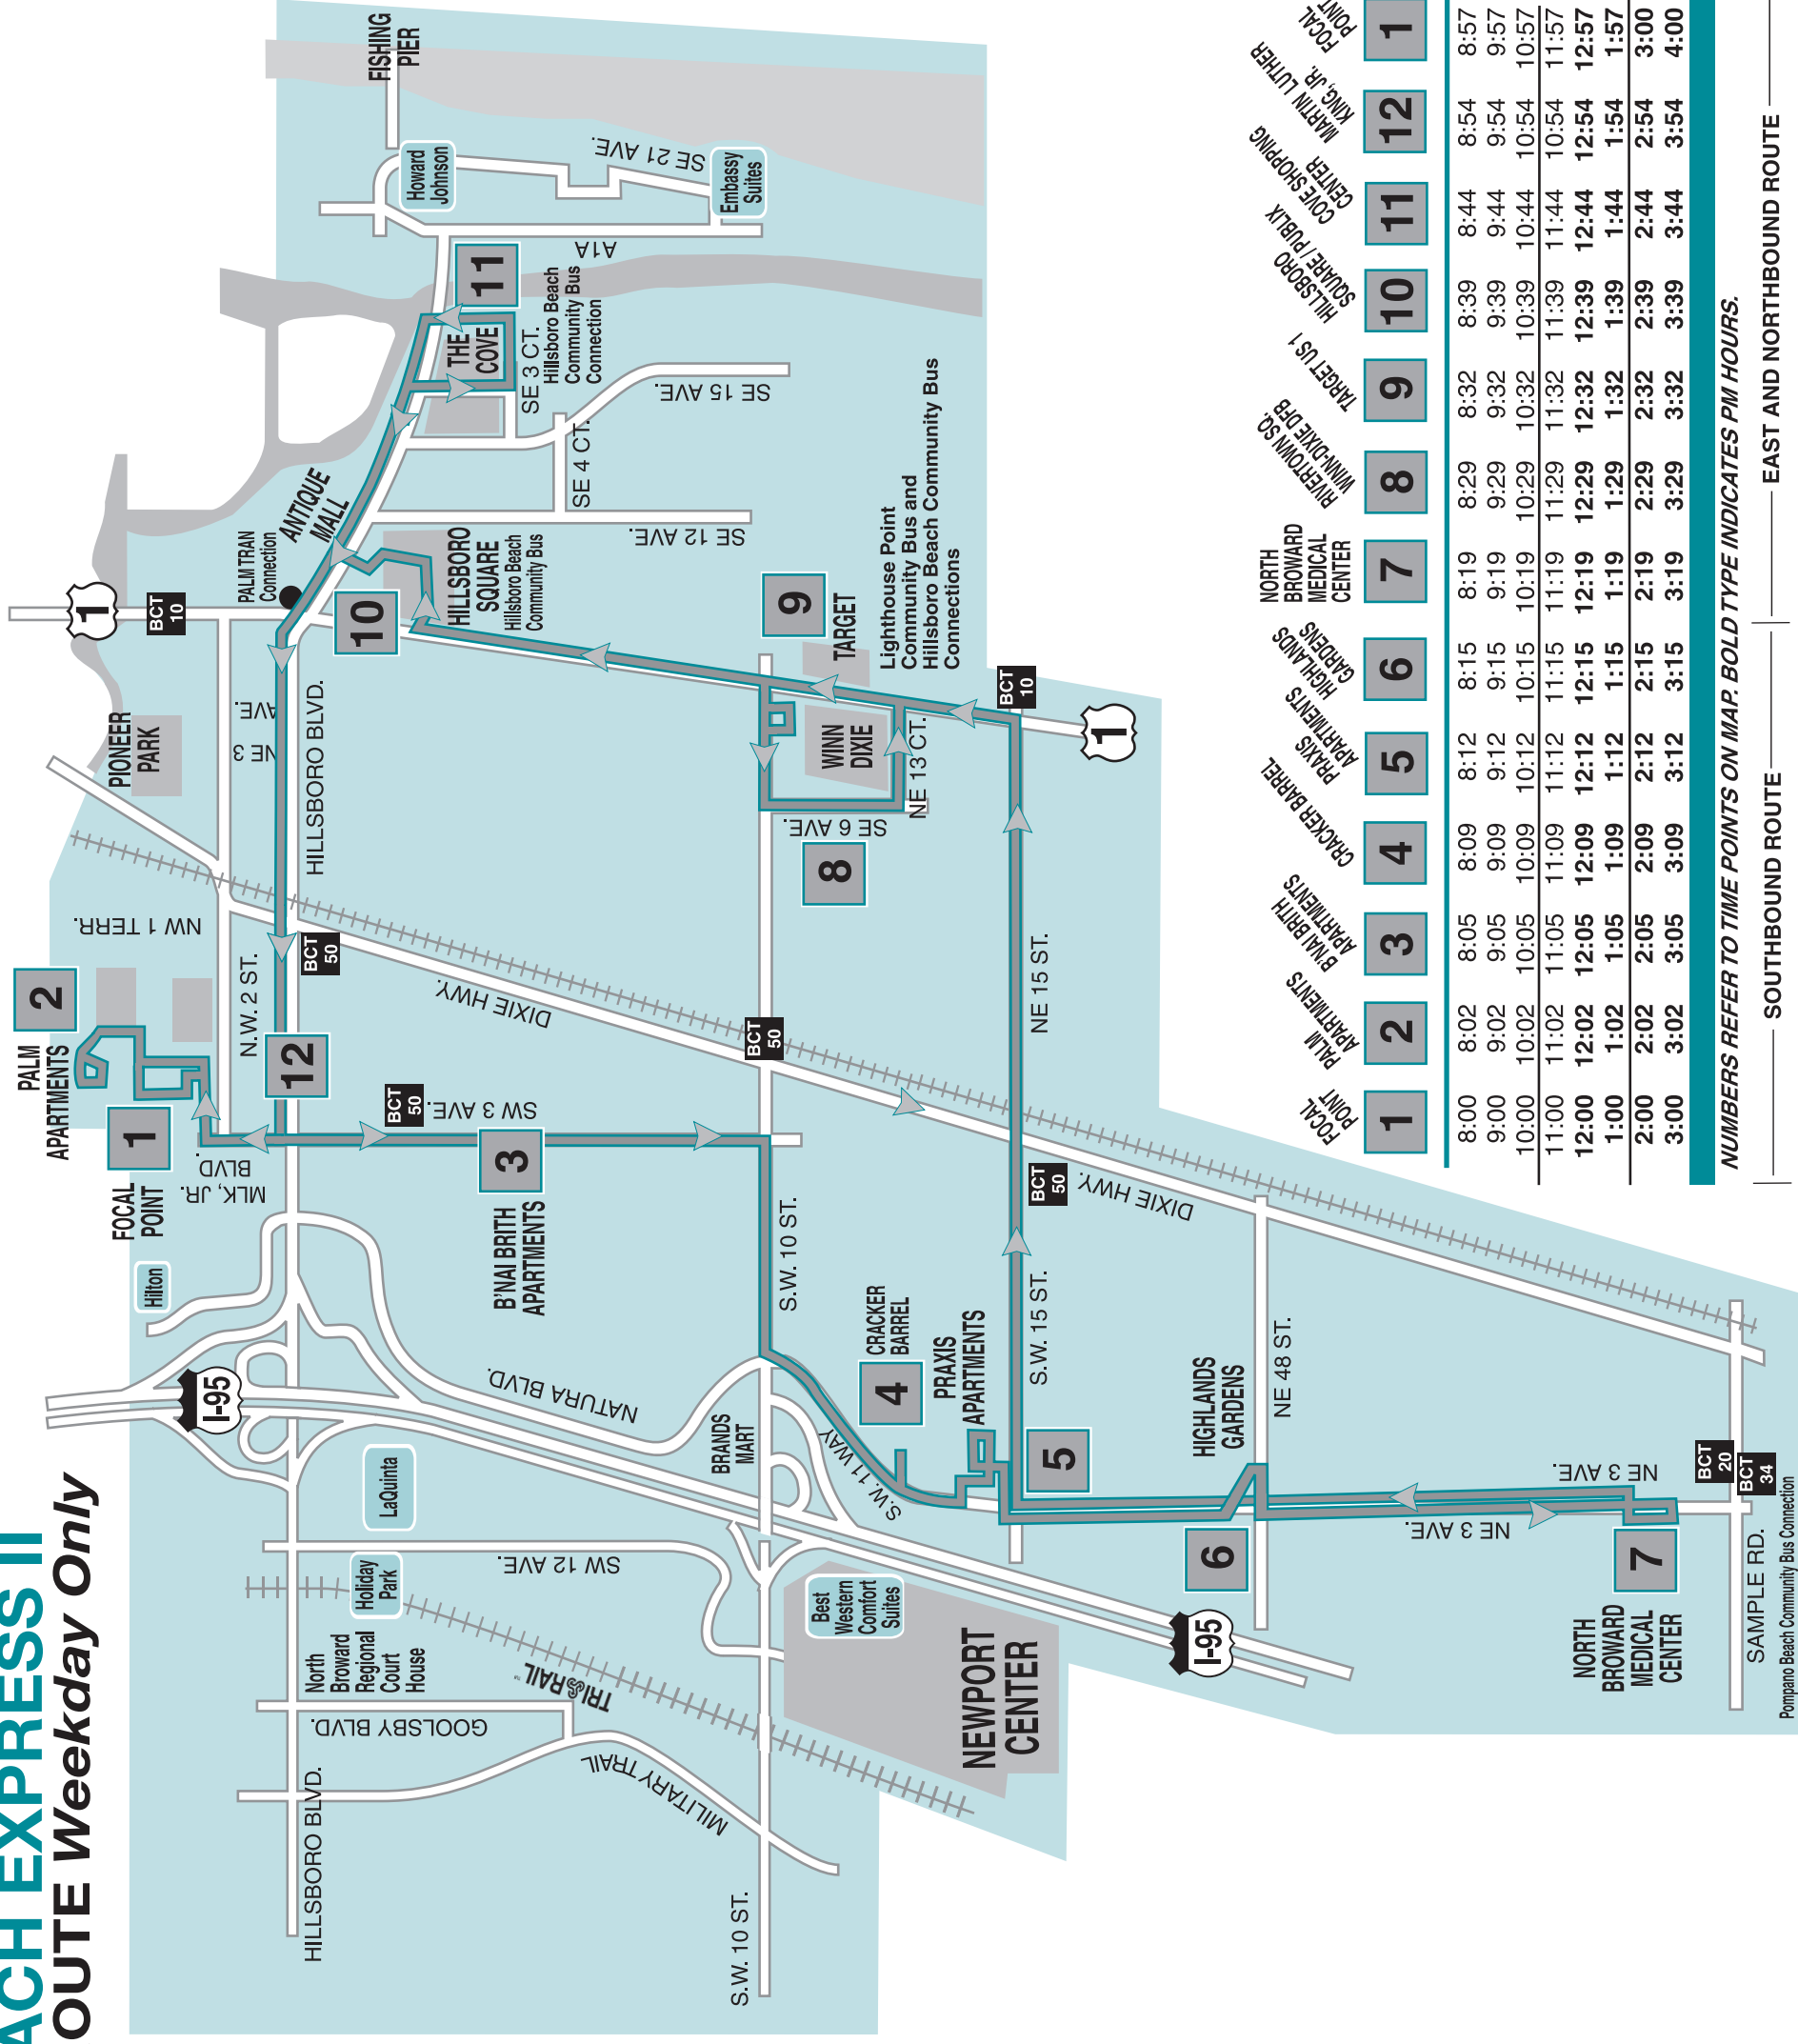 ACH EXPRESS II
OUTE Weekday Only
FISHING
PIER
Howard
Johnson
SE 21 AVE.
Embassy
Suites
A1A
11
THE
COVE
SE 3 CT.
Hillsboro Beach
Community Bus
Connection
SE 15 AVE.
SE 4 CT.
SE 12 AVE.
ANTIQUE
MALL
PALM TRAN
Connection
1
BCT
10
10
HILLSBORO
SQUARE
Hillsboro Beach
Community Bus
9
TARGET
Lighthouse Point
Community Bus and
Hillsboro Beach Community Bus
Connections
BCT
10
1
PIONEER
PARK
NE 3 AVE.
HILLSBORO BLVD.
WINN
DIXIE
NE 13 CT.
SE 6 AVE.
8
NW 1 TERR.
BCT
50
N.W. 2 ST.
2
PALM
APARTMENTS
12
DIXIE HWY.
BCT
50
NE 15 ST.
1
FOCAL
POINT
MLK, JR.
BLVD.
BCT
50
SW 3 AVE.
3
B'NAI BRITH
APARTMENTS
S.W. 10 ST.
BCT
50
DIXIE HWY.
Hilton
I-95
NATURA BLVD.
CRACKER
BARREL
4
PRAXIS
APARTMENTS
S.W. 15 ST.
5
HIGHLANDS
GARDENS
NE 48 ST.
BRANDS
MART
S.W. 11 WAY
LaQuinta
Holiday
Park
SW 12 AVE.
Best
Western
Comfort
Suites
6
NE 3 AVE.
NE 3 AVE.
BCT
20
BCT
34
7
NORTH
BROWARD
MEDICAL
CENTER
SAMPLE RD.
Pompano Beach Community Bus Connection
I-95
NEWPORT
CENTER
North
Broward
Regional
Court
House
TRI RAIL
GOOLSBY BLVD.
MILITARY TRAIL
HILLSBORO BLVD.
S.W. 10 ST.
FOCAL
POINT
PALM
APARTMENTS
B'NAI BRITH
APARTMENTS
CRACKER BARREL
PRAXIS
APARTMENTS
HIGHLANDS
GARDENS
NORTH
BROWARD
MEDICAL
CENTER
RIVERTOWN SQ.
WINN-DIXIE DFB
TARGET US1
HILLSBORO
SQUARE / PUBLIX
COVE SHOPPING
CENTER
MARTIN LUTHER
KING, JR.
FOCAL
POINT
1 2 3 4 5 6 7 8 9 10 11 12 1
8:00 8:02 8:05 8:09 8:12 8:15 8:19 8:29 8:32 8:39 8:44 8:54 8:57
9:00 9:02 9:05 9:09 9:12 9:15 9:19 9:29 9:32 9:39 9:44 9:54 9:57
10:00 10:02 10:05 10:09 10:12 10:15 10:19 10:29 10:32 10:39 10:44 10:54 10:57
11:00 11:02 11:05 11:09 11:12 11:15 11:19 11:29 11:32 11:39 11:44 10:54 11:57
12:00 12:02 12:05 12:09 12:12 12:15 12:19 12:29 12:32 12:39 12:44 12:54 12:57
1:00 1:02 1:05 1:09 1:12 1:15 1:19 1:29 1:32 1:39 1:44 1:54 1:57
2:00 2:02 2:05 2:09 2:12 2:15 2:19 2:29 2:32 2:39 2:44 2:54 3:00
3:00 3:02 3:05 3:09 3:12 3:15 3:19 3:29 3:32 3:39 3:44 3:54 4:00
NUMBERS REFER TO TIME POINTS ON MAP. BOLD TYPE INDICATES PM HOURS.
SOUTHBOUND ROUTE
EAST AND NORTHBOUND ROUTE